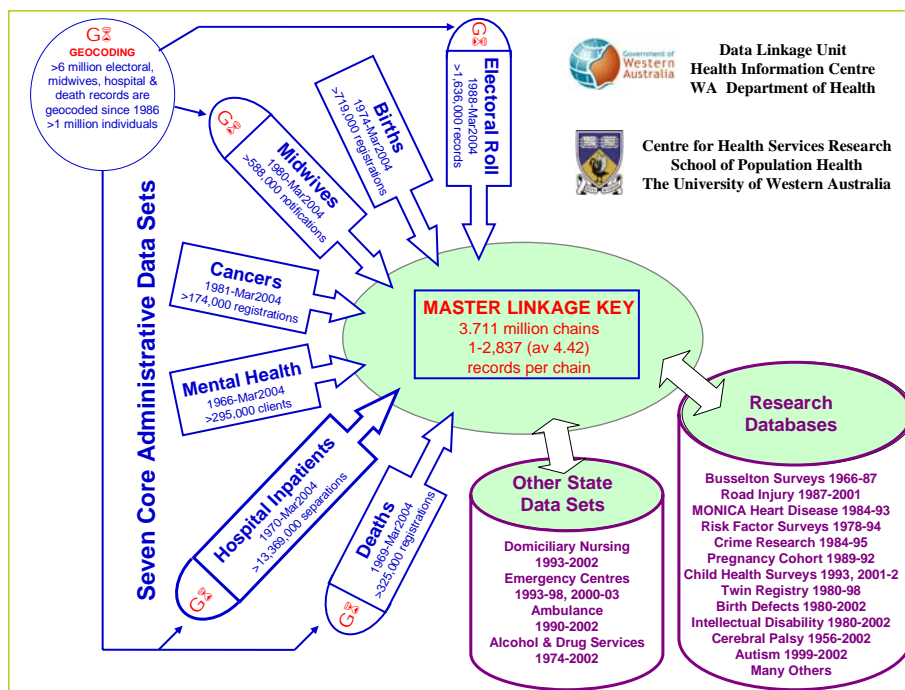 G
GEOCODING
>6 million electoral,
midwives, hospital &
death records are
geocoded since 1986
>1 million individuals
Seven Core Administrative Data Sets
G
Electoral Roll
1988-Mar2004
>1,636,000 records
Births
1974-Mar2004
>719,000 registrations
G
Midwives
1980-Mar2004
>588,000 notifications
Cancers
1981-Mar2004
>174,000 registrations
Mental Health
1966-Mar2004
>295,000 clients
G
Hospital Inpatients
1970-Mar2004
>13,369,000 separations
G
Deaths
1969-Mar2004
>325,000 registrations
MASTER LINKAGE KEY
3.711 million chains
1-2,837 (av 4.42)
records per chain
Government of
Western
Australia
Data Linkage Unit
Health Information Centre
WA Department of Health
Centre for Health Services Research
School of Population Health
The University of Western Australia
Other State
Data Sets
Domiciliary Nursing
1993-2002
Emergency Centres
1993-98, 2000-03
Ambulance
1990-2002
Alcohol & Drug Services
1974-2002
Research
Databases
Busselton Surveys 1966-87
Road Injury 1987-2001
MONICA Heart Disease 1984-93
Risk Factor Surveys 1978-94
Crime Research 1984-95
Pregnancy Cohort 1989-92
Child Health Surveys 1993, 2001-2
Twin Registry 1980-98
Birth Defects 1980-2002
Intellectual Disability 1980-2002
Cerebral Palsy 1956-2002
Autism 1999-2002
Many Others